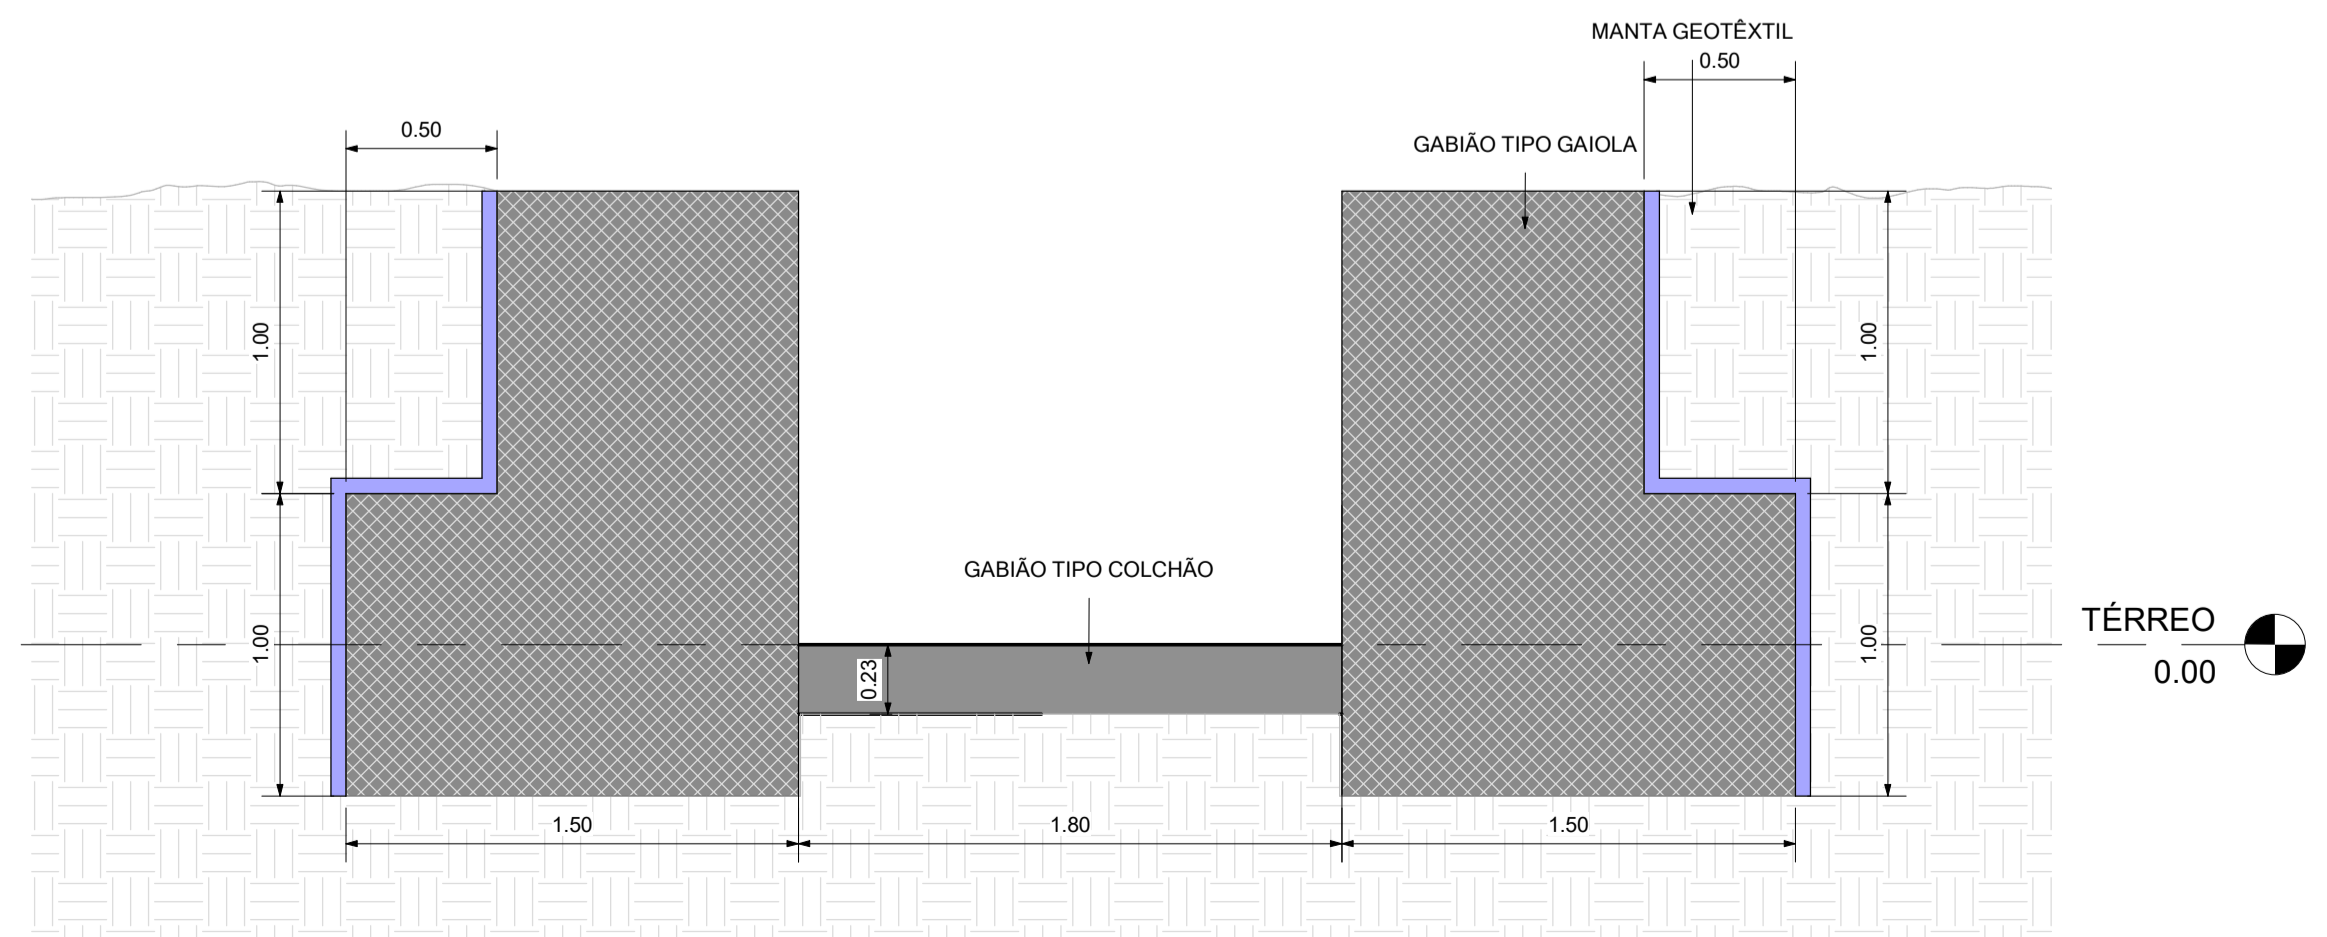 MANTA GEOTÊXTIL
0.50
0.50
GABIÃO TIPO GAIOLA
1.00
1.00
GABIÃO TIPO COLCHÃO
1.00
0.23
1.00
TÉRREO
0.00
1.50
1.80
1.50